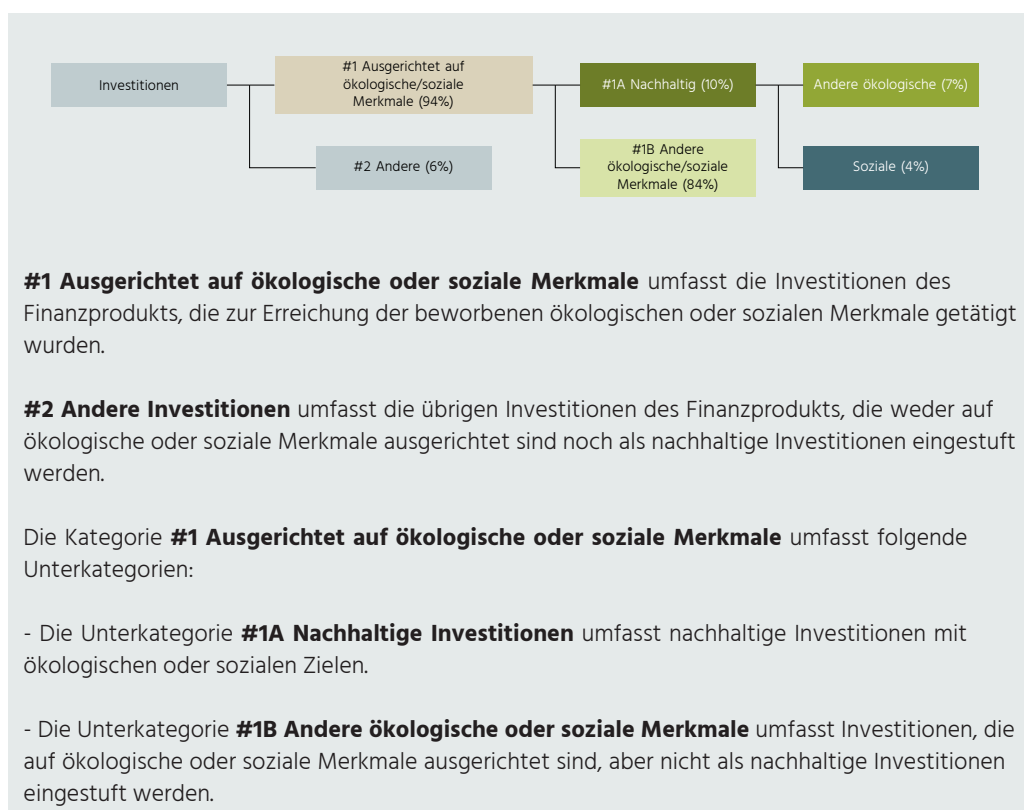 Investitionen
#1 Ausgerichtet auf
ökologische/soziale
Merkmale (94%)
#1A Nachhaltig (10%)
Andere ökologische (7%)
#2 Andere (6%)
#1B Andere
ökologische/soziale
Merkmale (84%)
Soziale (4%)
#1 Ausgerichtet auf ökologische oder soziale Merkmale umfasst die Investitionen des
Finanzprodukts, die zur Erreichung der beworbenen ökologischen oder sozialen Merkmale getätigt
wurden.
#2 Andere Investitionen umfasst die übrigen Investitionen des Finanzprodukts, die weder auf
ökologische oder soziale Merkmale ausgerichtet sind noch als nachhaltige Investitionen eingestuft
werden.
Die Kategorie #1 Ausgerichtet auf ökologische oder soziale Merkmale umfasst folgende
Unterkategorien:
- Die Unterkategorie #1A Nachhaltige Investitionen umfasst nachhaltige Investitionen mit
ökologischen oder sozialen Zielen.
- Die Unterkategorie #1B Andere ökologische oder soziale Merkmale umfasst Investitionen, die
auf ökologische oder soziale Merkmale ausgerichtet sind, aber nicht als nachhaltige Investitionen
eingestuft werden.